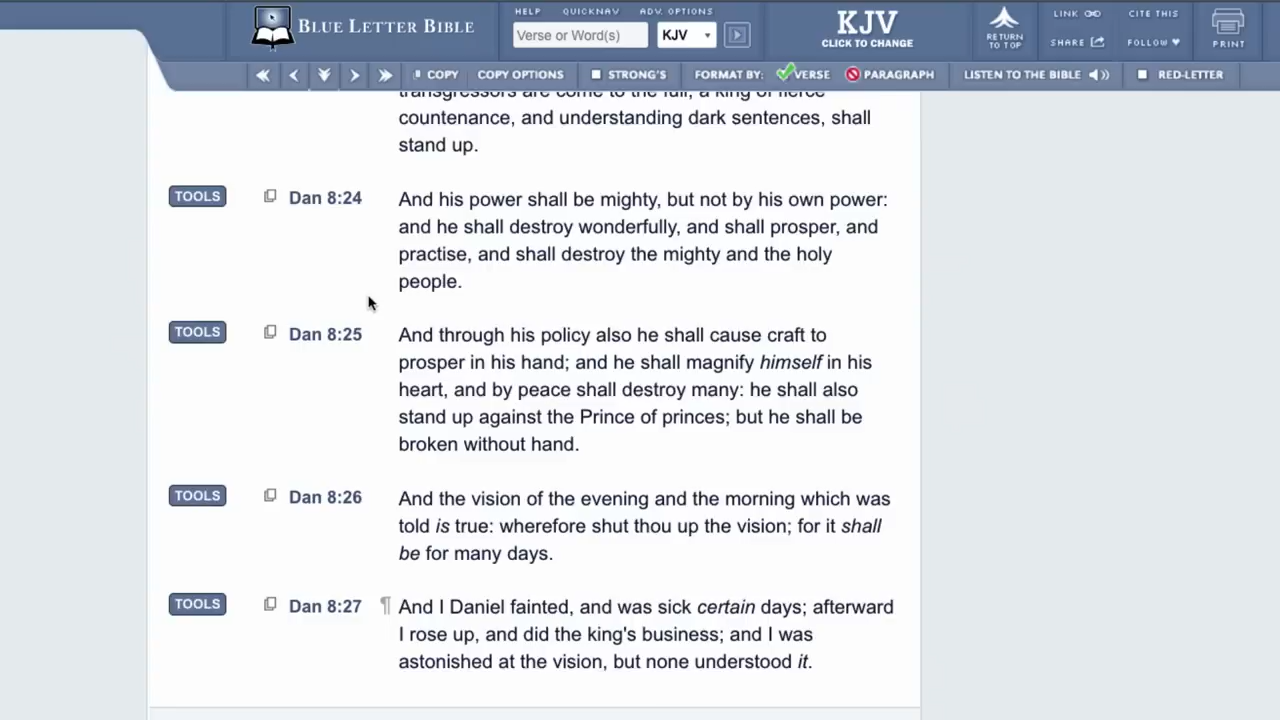 HELP QUICKNAV ADV. OPTIONS
BLUE LETTER BIBLE
Verse or Word(s)
KJV
KJV
CLICK TO CHANGE
RETURN
TO TOP
LINK
CITE THIS
SHARE
FOLLOW
PRINT
COPY COPY OPTIONS STRONG'S FORMAT BY: VERSE PARAGRAPH LISTEN TO THE BIBLE RED-LETTER
transgressors are come to the full, a king of fierce
countenance, and understanding dark sentences, shall
stand up.
TOOLS Dan 8:24 And his power shall be mighty, but not by his own power:
and he shall destroy wonderfully, and shall prosper, and
practise, and shall destroy the mighty and the holy
people.
TOOLS Dan 8:25 And through his policy also he shall cause craft to
prosper in his hand; and he shall magnify himself in his
heart, and by peace shall destroy many: he shall also
stand up against the Prince of princes; but he shall be
broken without hand.
TOOLS Dan 8:26 And the vision of the evening and the morning which was
told is true: wherefore shut thou up the vision; for it shall
be for many days.
TOOLS Dan 8:27 ¶ And I Daniel fainted, and was sick certain days; afterward
I rose up, and did the king's business; and I was
astonished at the vision, but none understood it.